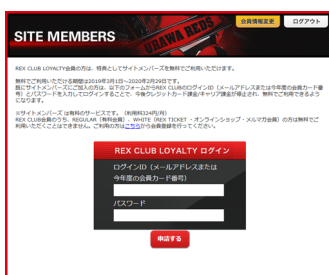 会員情報変更
ログアウト
SITE MEMBERS
URAWA REDS
REX CLUB LOYALTY会員の方は、特典としてサイトメンバーズを無料でご利用いただけます。
無料でご利用いただける期間は2019年3月1日～2020年2月29日です。
既にサイトメンバーズにご加入の方は、以下のフォームからREX CLUBのログインID（メールアドレスまたは今年度の会員カード番
号）とパスワードを入力してログインすることで、今後クレジットカード課金/キャリア課金が停止され、無料でご利用できるよう
になります。
※サイトメンバーズ は有料のサービスです。（利用料324円/月）
REX CLUB会員のうち、REGULAR（有料会員）、WHITE（REX TICKET ・オンラインショップ・メルマガ会員）の方は無料でご
利用いただくことはできません。ご利用の方はこちらから会員登録を行ってください。
REX CLUB LOYALTY ログイン
ログインID（メールアドレスまたは
今年度の会員カード番号）
パスワード
申請する